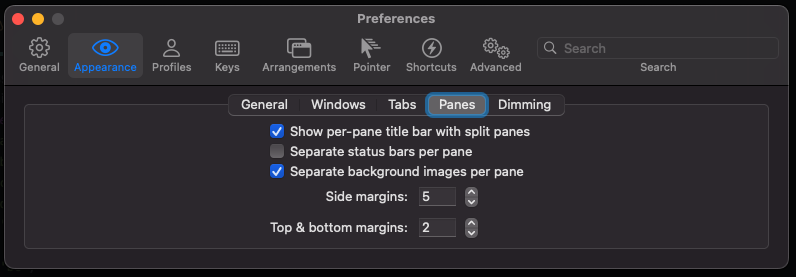 Preferences
General Appearance Profiles Keys Arrangements Pointer Shortcuts Advanced Search
Search
General Windows Tabs Panes Dimming
Show per-pane title bar with split panes
Separate status bars per pane
Separate background images per pane
Side margins: 5
Top & bottom margins: 2